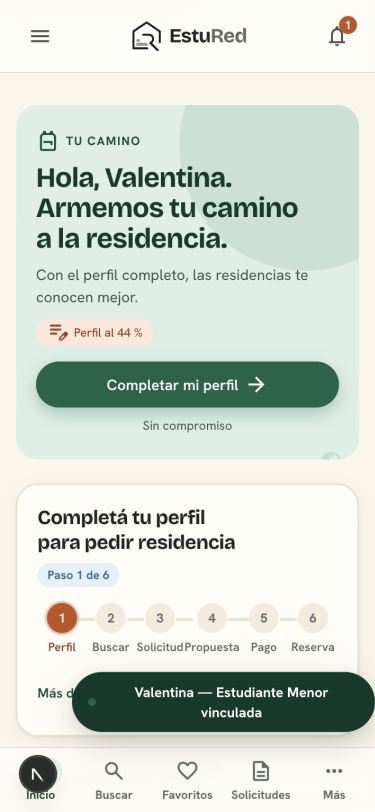 EstuRed
1
TU CAMINO
Hola, Valentina.
Armemos tu camino
a la residencia.
Con el perfil completo, las residencias te
conocen mejor.
Perfil al 44 %
Completar mi perfil
Sin compromiso
Completá tu perfil
para pedir residencia
Paso 1 de 6
1 2 3 4 5 6
Perfil Buscar Solicitud Propuesta Pago Reserva
Más d
Valentina — Estudiante Menor
vinculada
Inicio Buscar Favoritos Solicitudes Más